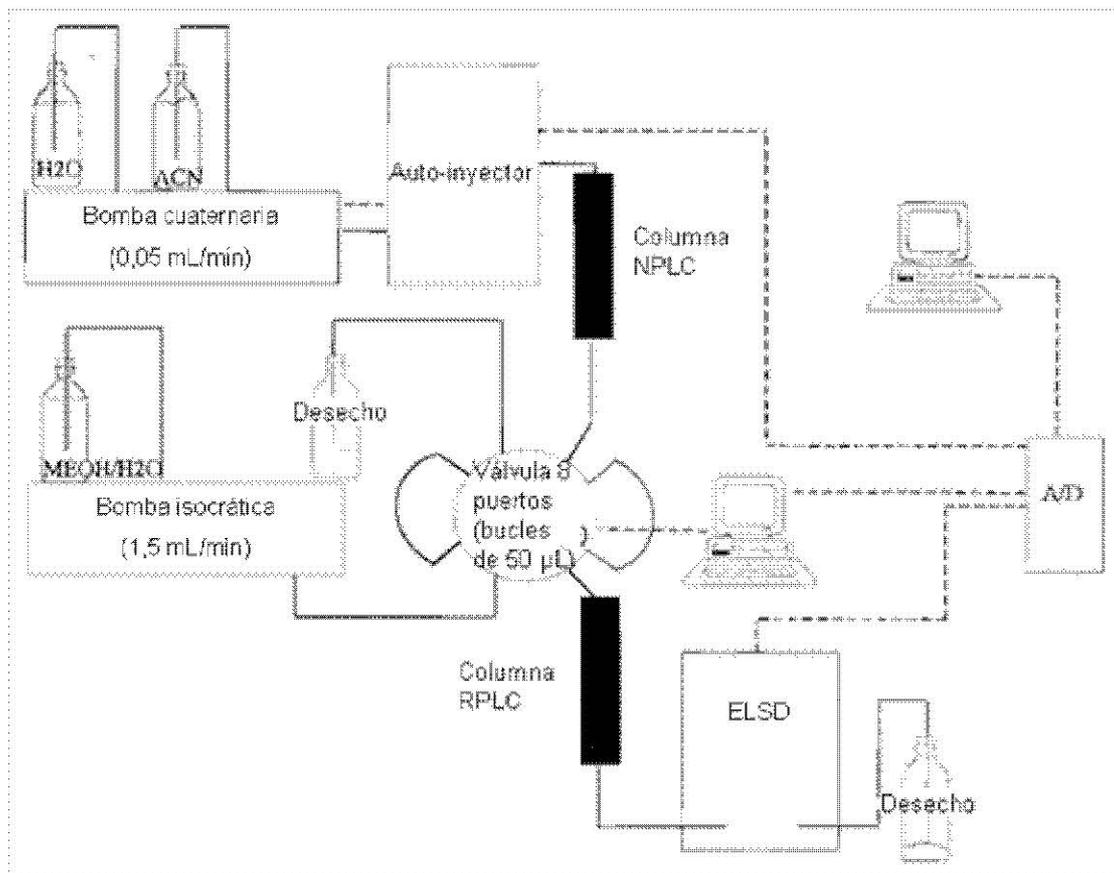 H2O
ACN
Bomba cuaternaria
(0,05 mL/min)
Auto-inyector
Columna
NPLC
Desecho
MEOH/H2O
Bomba isocrática
(1,5 mL/min)
Válvula 8
puertos
(bucles
de 50 µL)
A/D
Columna
RPLC
ELSD
Desecho